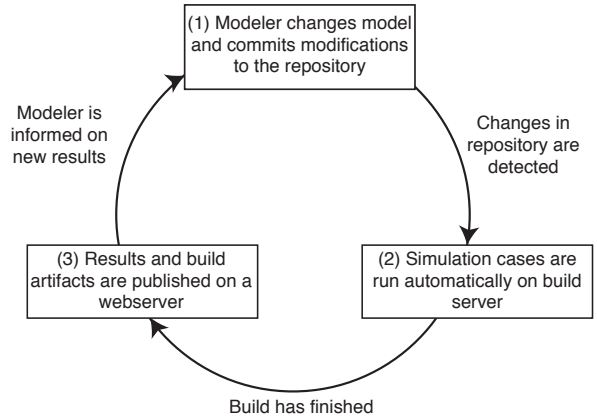 (1) Modeler changes model
and commits modifications
to the repository
Modeler is
informed on
new results
Changes in
repository are
detected
(3) Results and build
artifacts are published on a
webserver
(2) Simulation cases are
run automatically on build
server
Build has finished